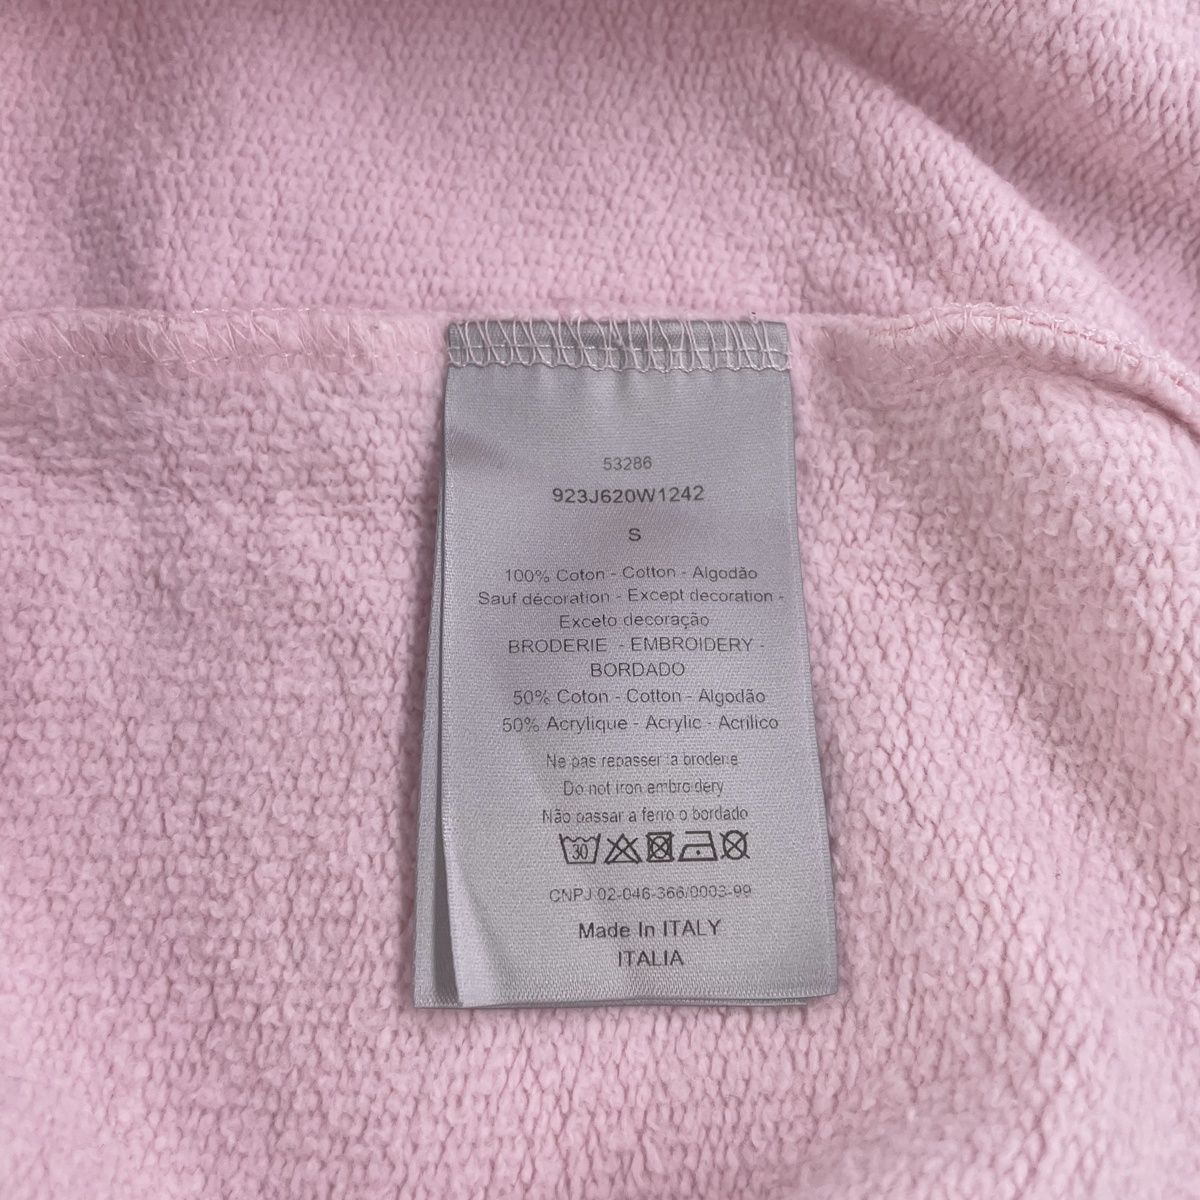 53286
923J620W1242
S
100% Coton - Cotton - Algodão
Sauf décoration - Except decoration -
Exceto decoração
BRODERIE - EMBROIDERY -
BORDADO
50% Coton - Cotton - Algodão
50% Acrylique - Acrylic - Acrilico
Ne pas repasser la broderie
Do not iron embroidery
Não passar a ferro o bordado
30
CNPJ 02-046-366/0003-99
Made In ITALY
ITALIA